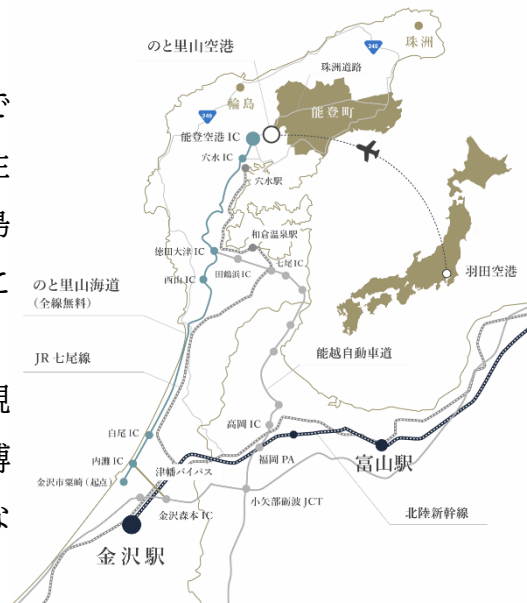 のと里山空港
249
珠洲
珠洲道路
輪島
249
能登町
能登空港 IC
穴水 IC
穴水駅
和倉温泉駅
徳田大津 IC
七尾IC
田鶴浜 IC
西山 IC
羽田空港
のと里山海道
(全線無料)
JR 七尾線
能越自動車道
高岡 IC
白尾 IC
福岡 PA
内灘 IC
津幡バイパス
富山駅
金沢市粟崎 (起点)
小矢部砺波 JCT
金沢森本 IC
北陸新幹線
金沢駅
で
と
観
な